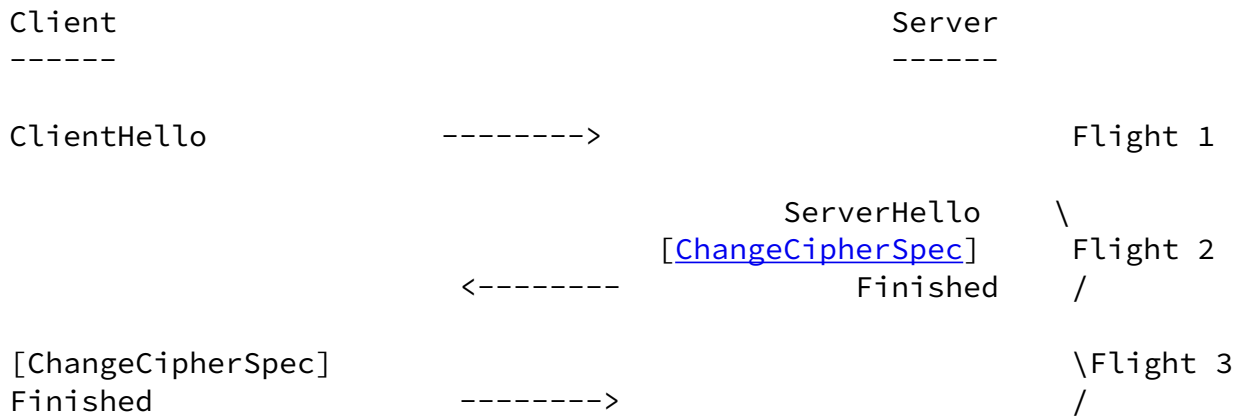 Client                                          Server
------                                          ------
ClientHello             -------->                         Flight 1
                                          ServerHello    \
                                   [ChangeCipherSpec]     Flight 2
                         <--------             Finished    /
[ChangeCipherSpec]                                         \Flight 3
Finished                 -------->                         /